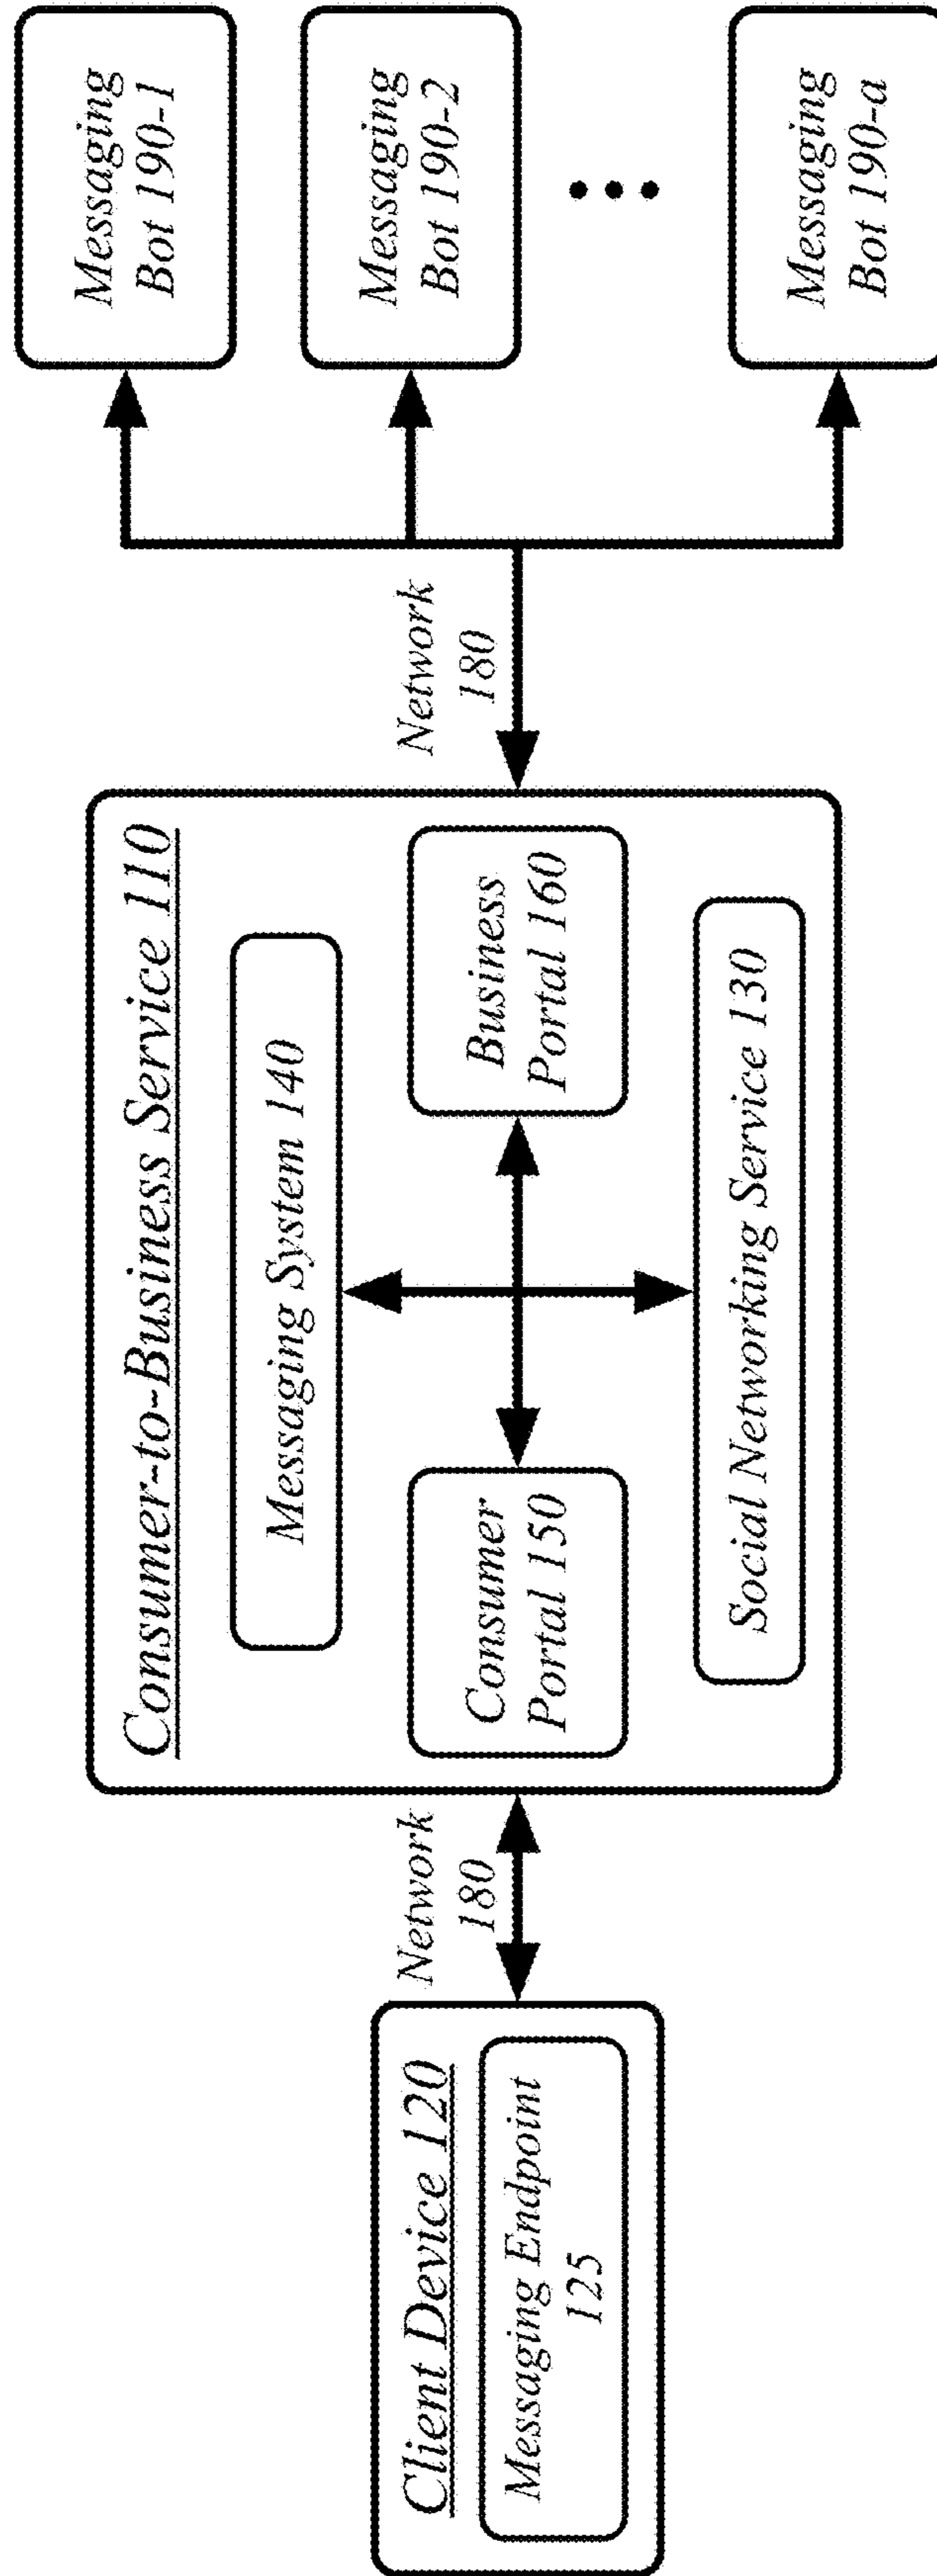 Client Device 120
Messaging Endpoint
125
Network
180
Consumer-to-Business Service 110
Messaging System 140
Consumer
Portal 150
Business
Portal 160
Social Networking Service 130
Network
180
Messaging
Bot 190-1
Messaging
Bot 190-2
Messaging
Bot 190-a